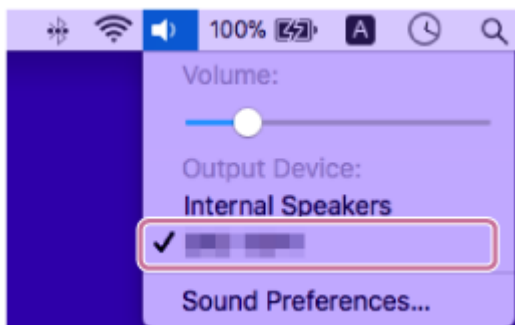 100% A
Volume:
Output Device:
Internal Speakers
Sound Preferences...